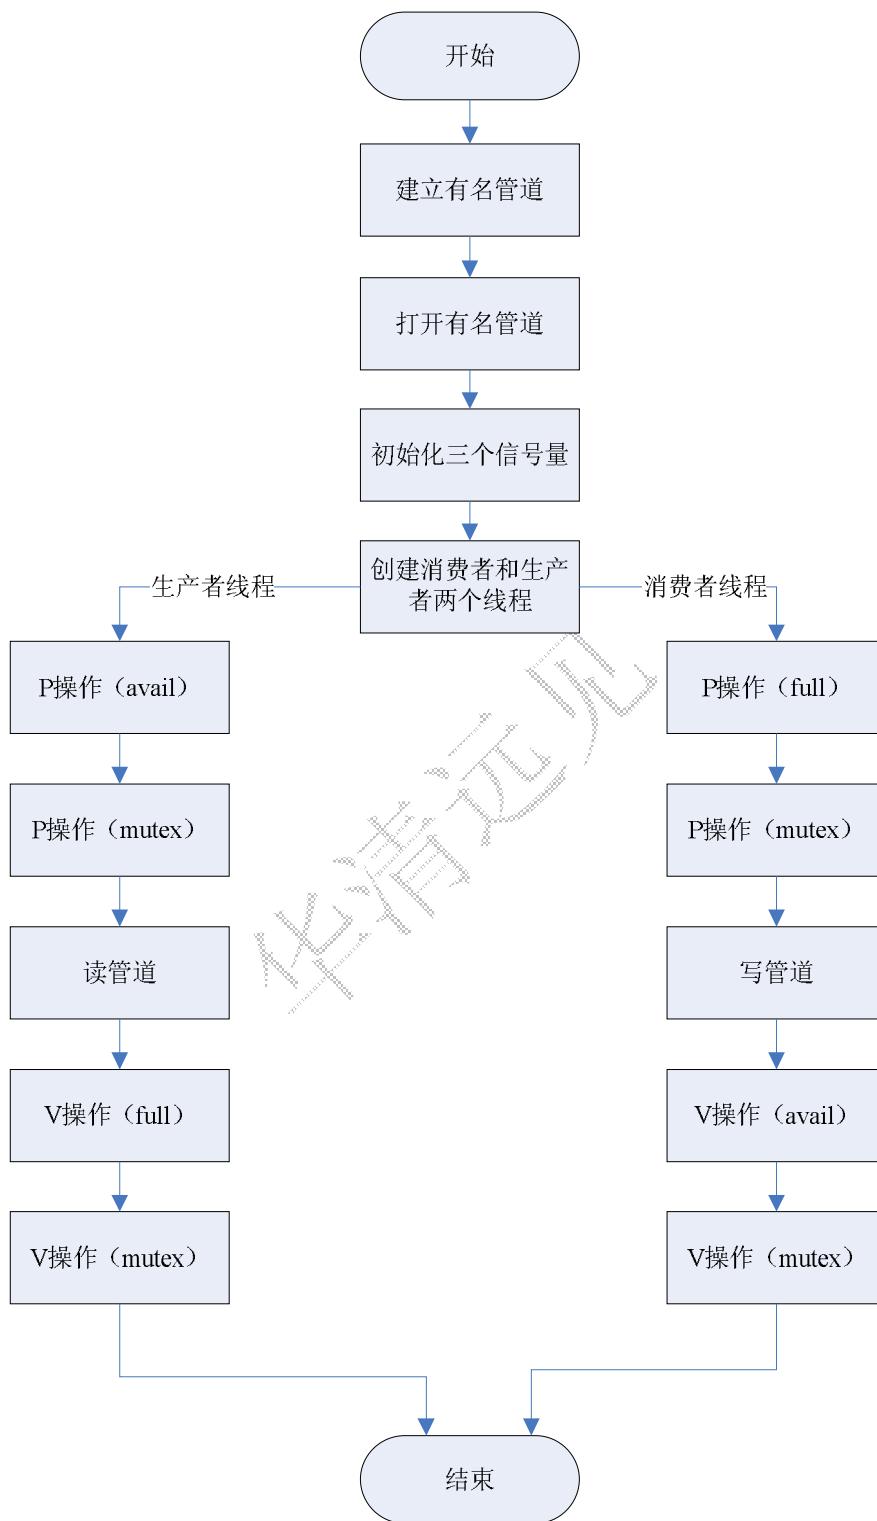 开始
建立有名管道
打开有名管道
初始化三个信号量
创建消费者和生产
者两个线程
生产者线程
消费者线程
P操作（avail）
P操作（full）
P操作（mutex）
P操作（mutex）
读管道
写管道
V操作（full）
V操作（avail）
V操作（mutex）
V操作（mutex）
结束
华清远见